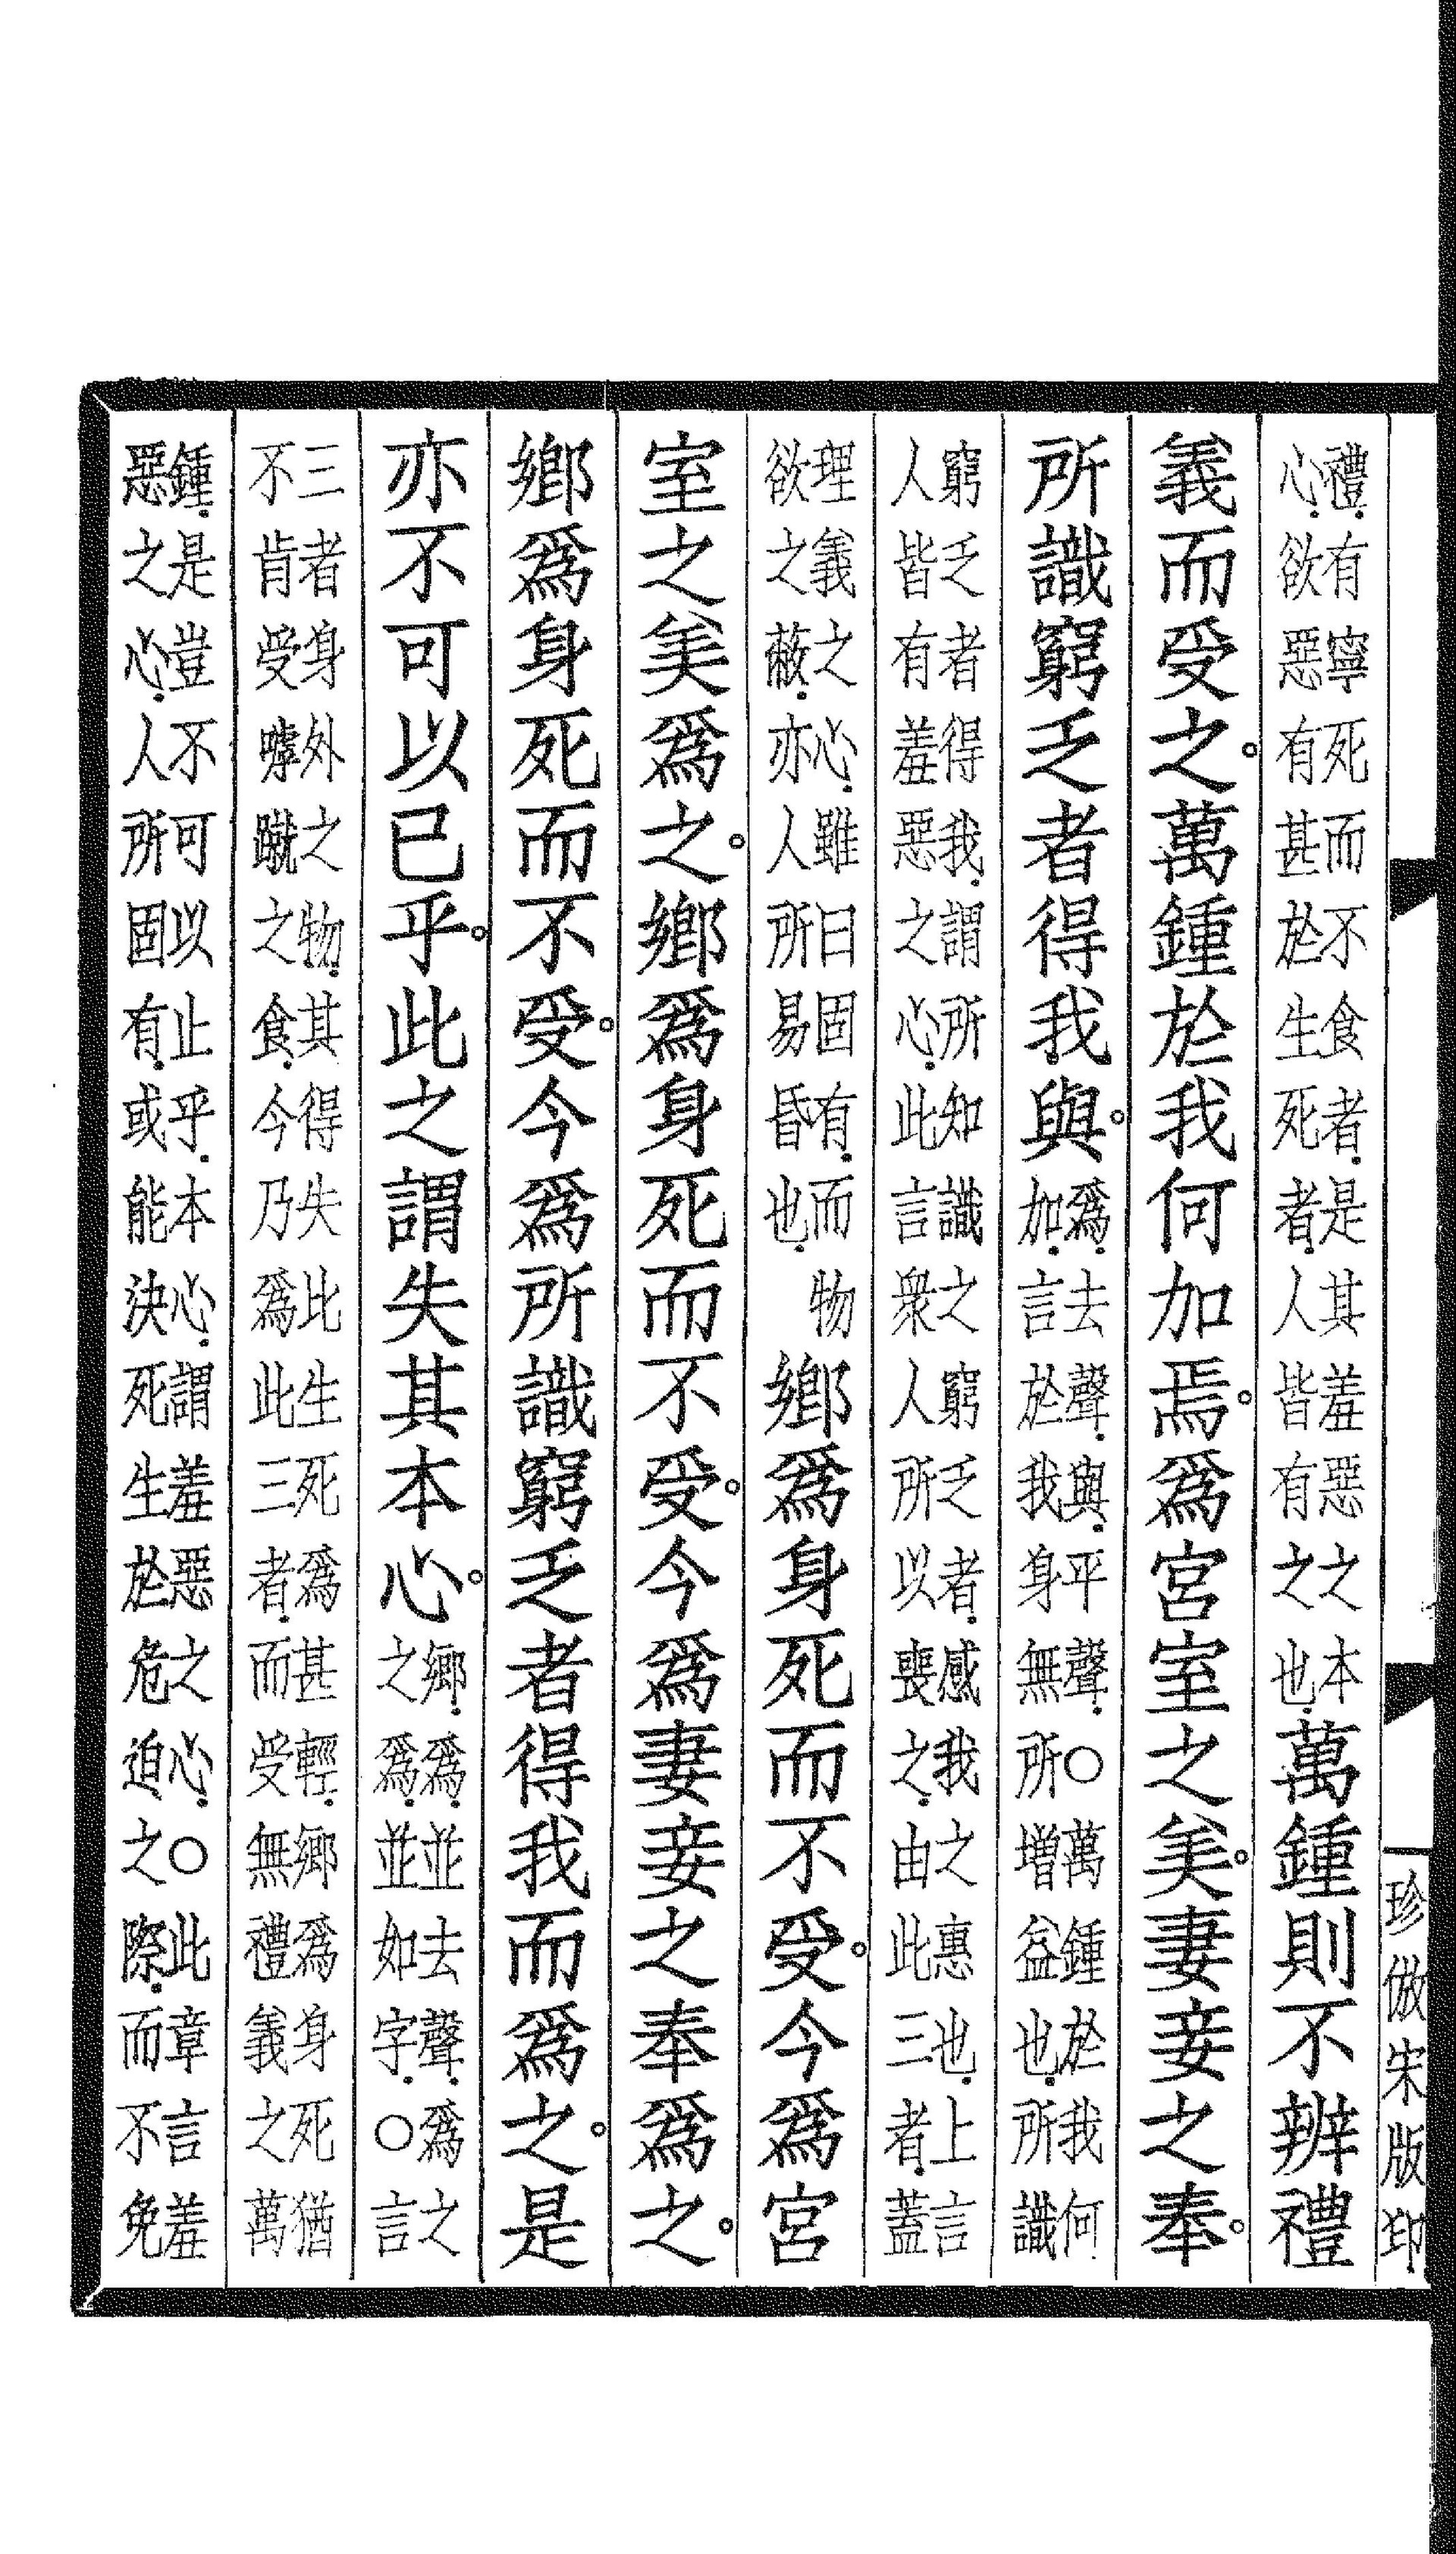 珍倣宋版印
禮.有寧死而不食者.是其羞惡之本
心.欲惡有甚於生死者.人皆有之也.
萬鍾則不辨禮
義而受之。萬鍾於我何加焉。爲宮室之美。妻妾之奉。
所識窮乏者得我與。
爲.去聲.與.平聲.○萬鍾於我何
加.言於我身無所增益也.所識
窮乏者得我.謂所知識之窮乏者.感我之惠也.上言
人皆有羞惡之心.此言衆人所以喪之.由此三者.蓋
理義之心.雖曰固有.而物
欲之蔽.亦人所易昏也.
鄉爲身死而不受。今爲宮
室之美爲之。鄉爲身死而不受。今爲妻妾之奉爲之。
鄉爲身死而不受。今爲所識窮乏者得我而爲之。是
亦不可以已乎。此之謂失其本心。
鄉.爲.並去聲.爲之
之爲.並如字.○言
三者身外之物.其得失比生死爲甚輕.鄉爲身死猶
不肯受嘑蹴之食.今乃爲此三者.而受無禮義之萬
鍾.是豈不可以止乎.本心.謂羞惡之心.○此章言羞
惡之心.人所固有.或能決死生於危迫之際.而不免